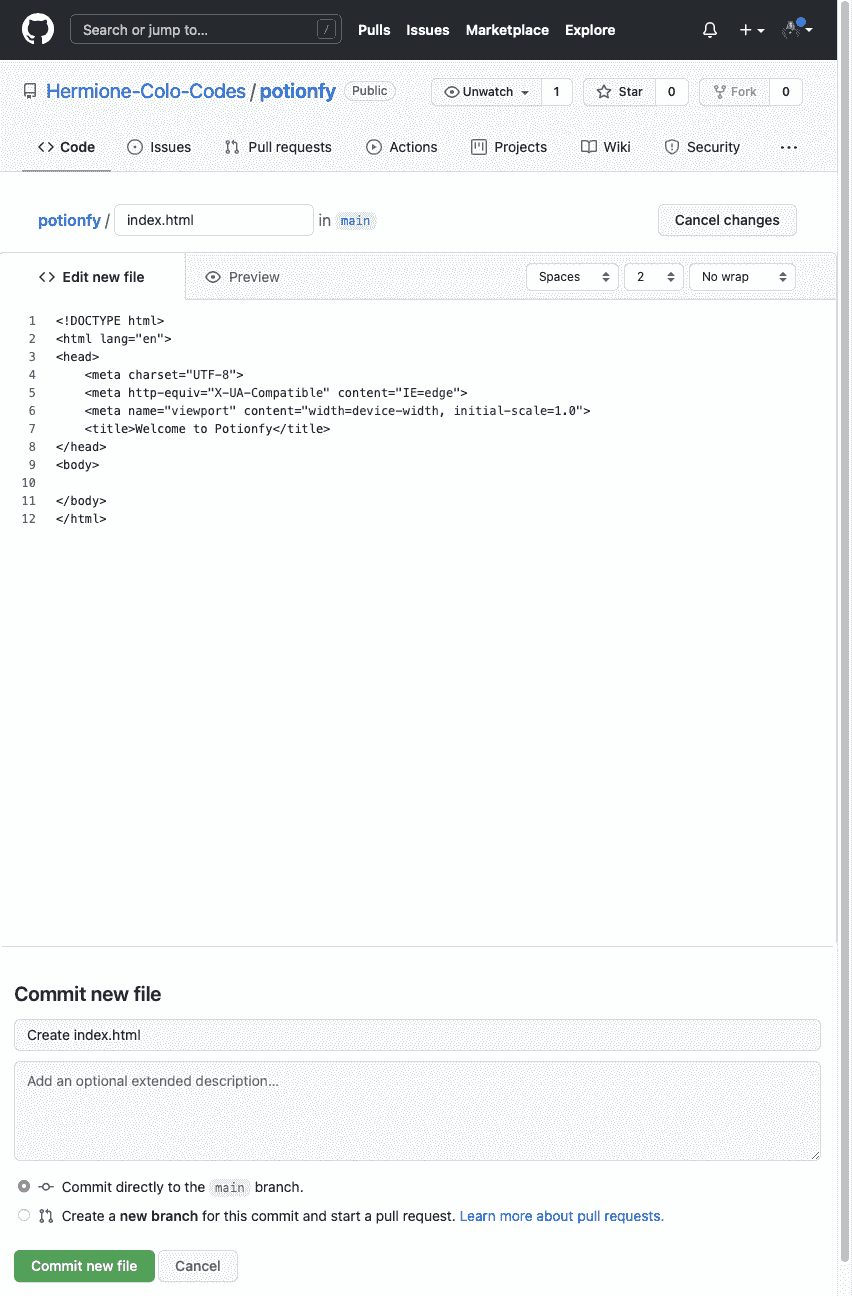 Search or jump to... /
Pulls Issues Marketplace Explore
Hermione-Colo-Codes / potionfy Public
Unwatch 1 Star 0 Fork 0
Code Issues Pull requests Actions Projects Wiki Security ...
potionfy / index.html in main Cancel changes
<> Edit new file Preview Spaces 2 No wrap
1 <!DOCTYPE html>
2 <html lang="en">
3 <head>
4     <meta charset="UTF-8">
5     <meta http-equiv="X-UA-Compatible" content="IE=edge">
6     <meta name="viewport" content="width=device-width, initial-scale=1.0">
7     <title>Welcome to Potionfy</title>
8 </head>
9 <body>
10
11 </body>
12 </html>
Commit new file
Create index.html
Add an optional extended description...
Commit directly to the main branch.
Create a new branch for this commit and start a pull request. Learn more about pull requests.
Commit new file Cancel